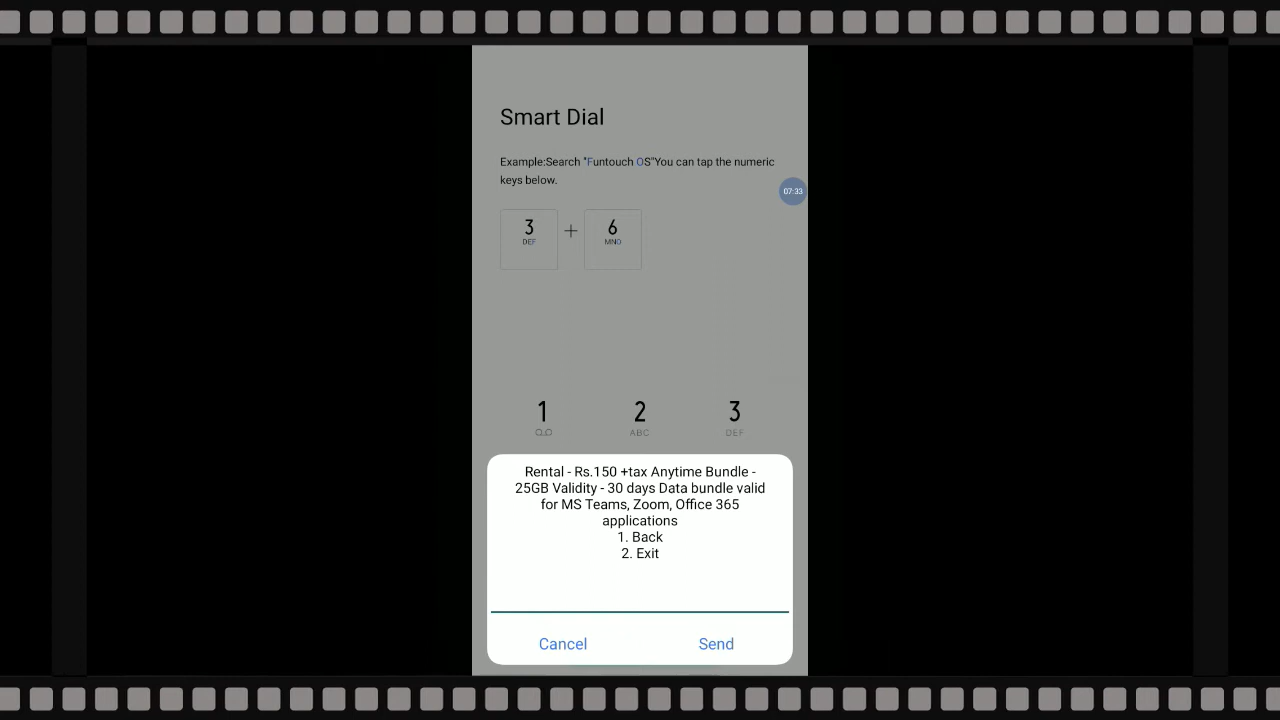 Smart Dial
Example:Search "Funtouch OS"You can tap the numeric
keys below.
07:33
3 + 6
DEF MNO
1 2 3
ABC DEF
Rental - Rs.150 +tax Anytime Bundle -
25GB Validity - 30 days Data bundle valid
for MS Teams, Zoom, Office 365
applications
1. Back
2. Exit
Cancel Send